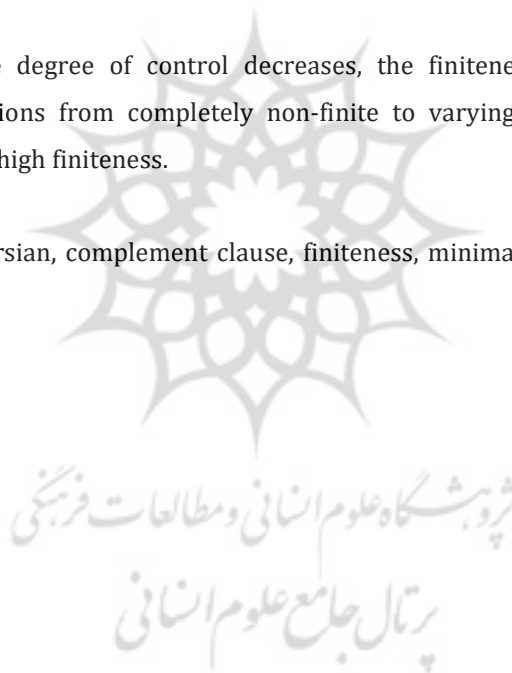 degree of control decreases, the finitene
ions from completely non-finite to varying
high finiteness.
rsian, complement clause, finiteness, minima
پژوهشگاه علوم انسانی و مطالعات فرهنگی
پرتال جامع علوم انسانی